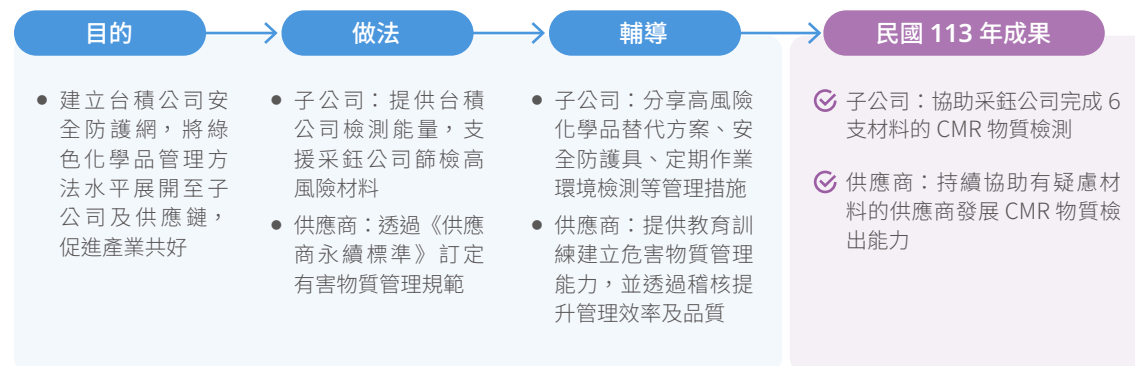 目的
建立台積公司安
全防護網，將綠
色化學品管理方
法水平展開至子
公司及供應鏈，
促進產業共好
做法
子公司：提供台積
公司檢測能量，支
援采鈺公司篩檢高
風險材料
供應商：透過《供應
商永續標準》訂定
有害物質管理規範
輔導
子公司：分享高風險
化學品替代方案、安
全防護具、定期作業
環境檢測等管理措施
供應商：提供教育訓
練建立危害物質管理
能力，並透過稽核提
升管理效率及品質
民國 113 年成果
子公司：協助采鈺公司完成 6
支材料的 CMR 物質檢測
供應商：持續協助有疑慮材
料的供應商發展 CMR 物質檢
出能力